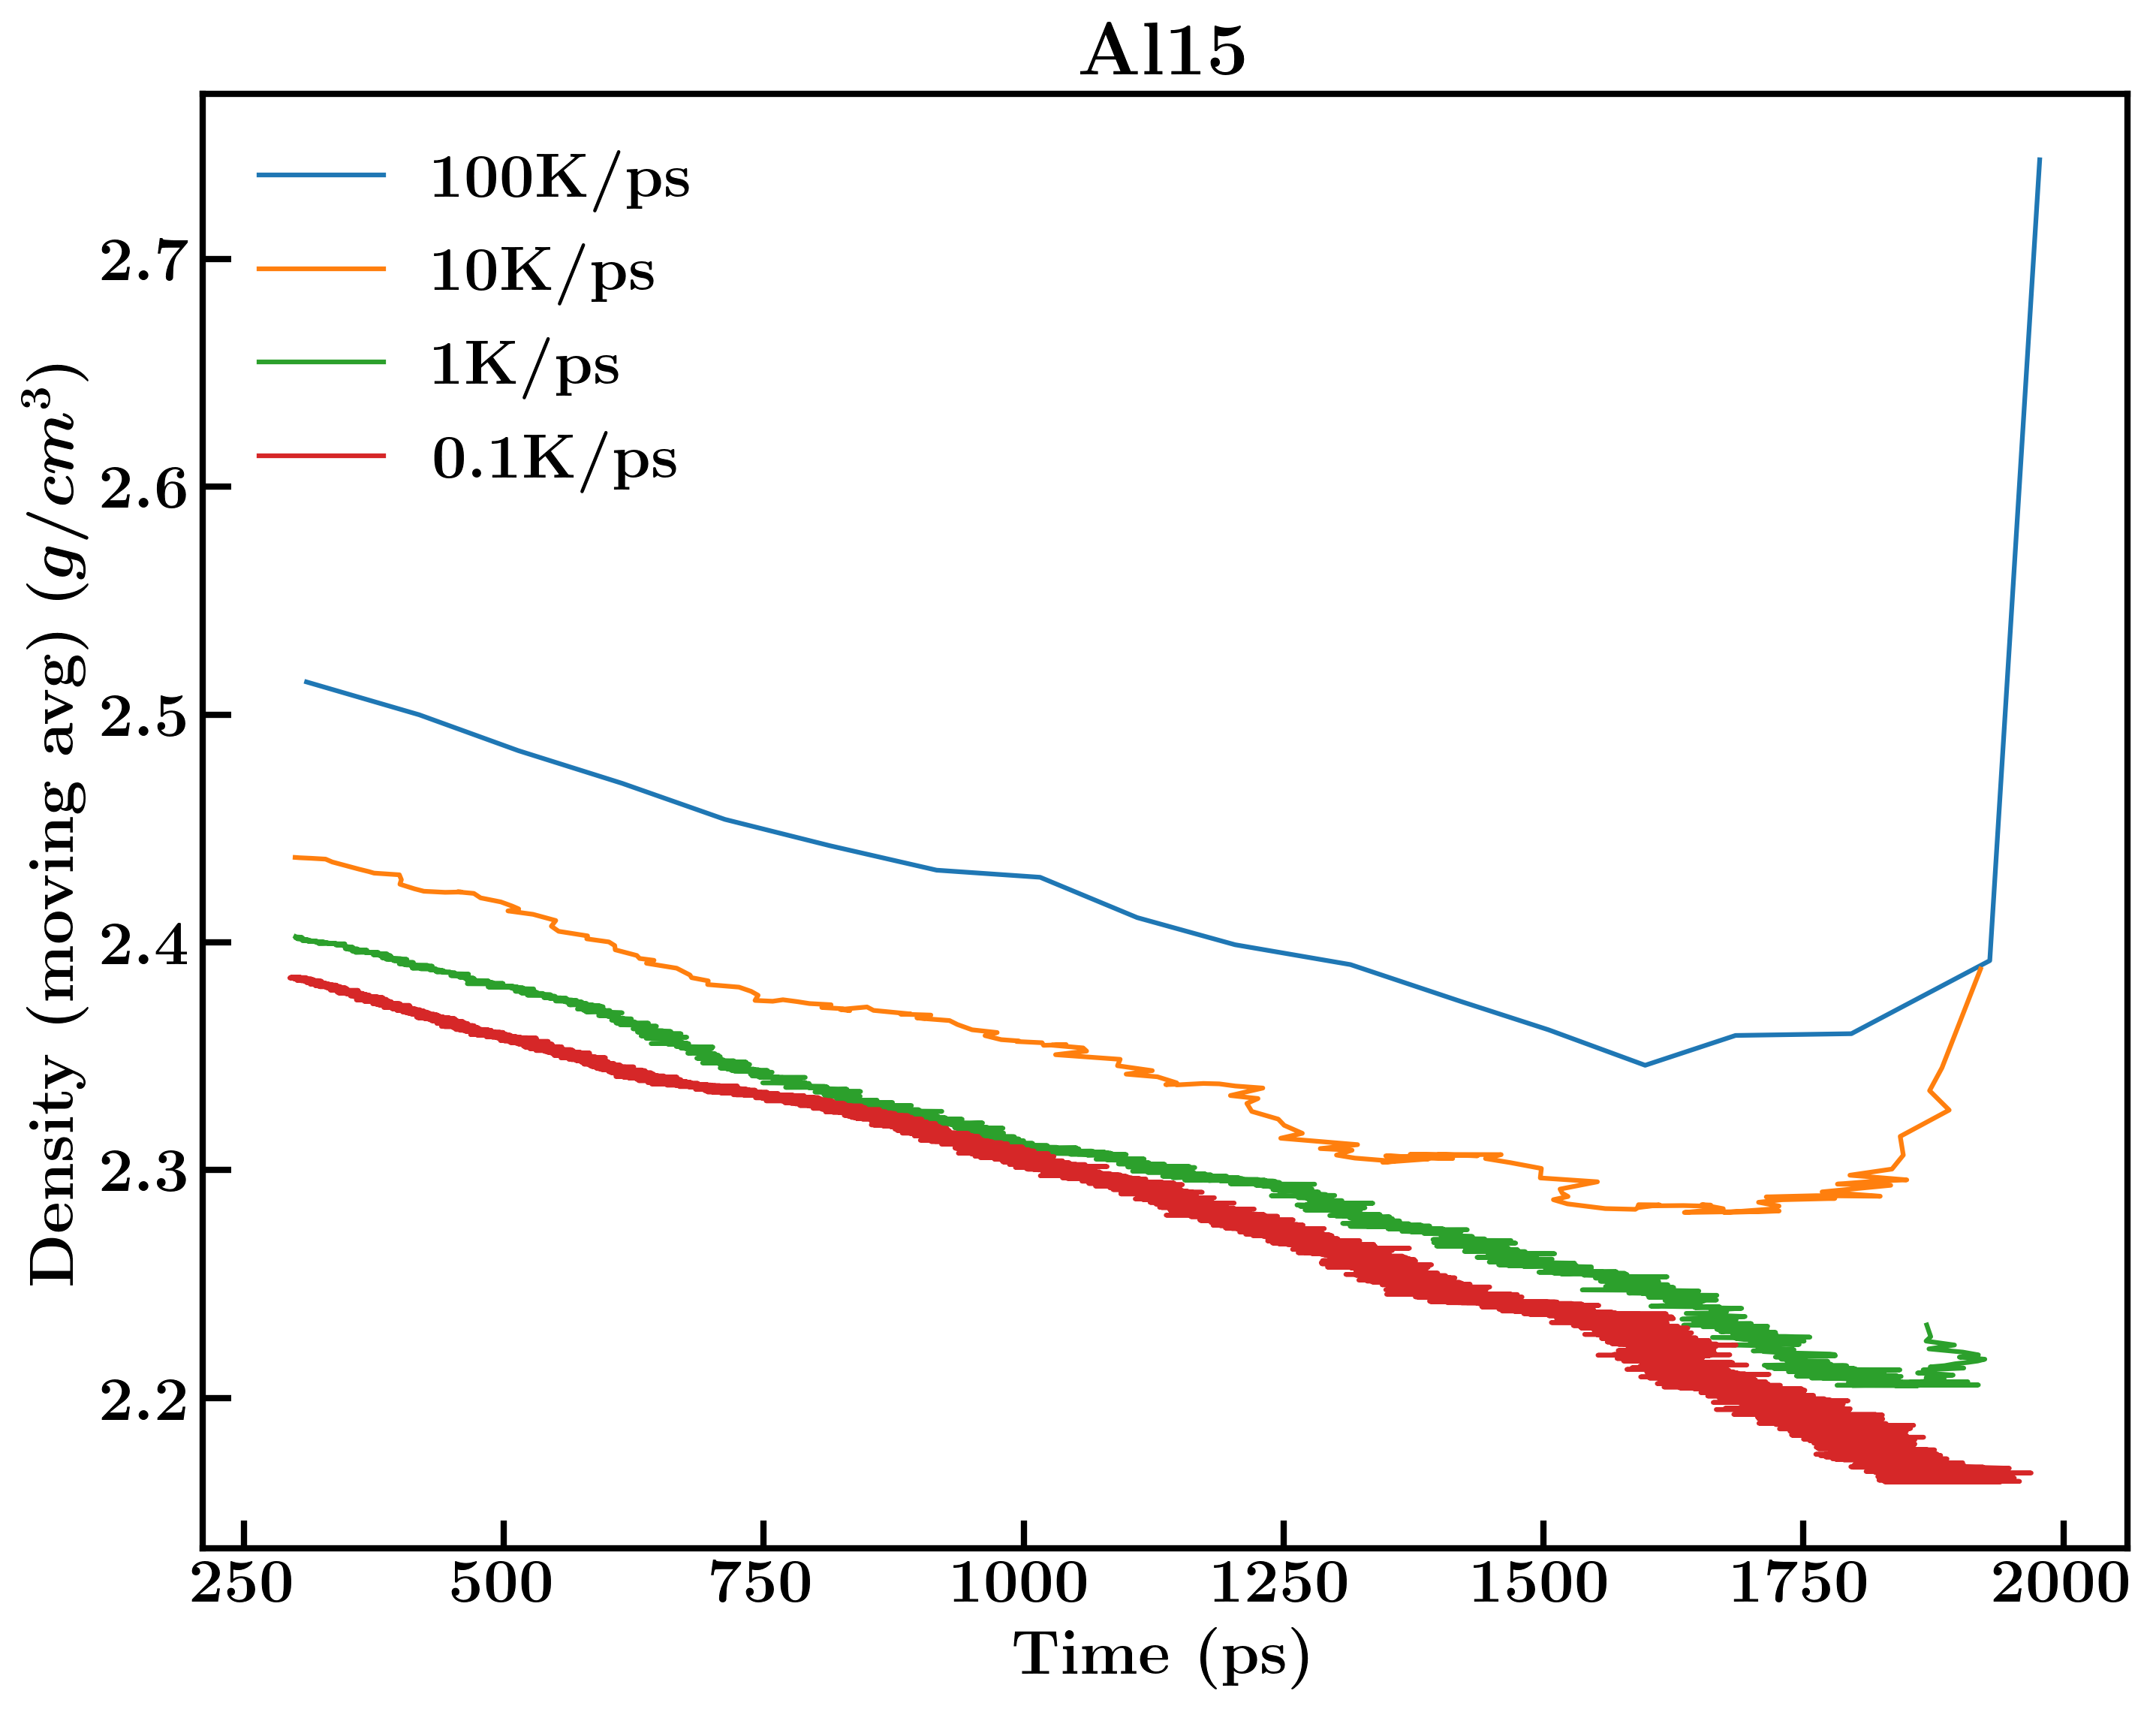 Al15
100K/ps
10K/ps
1K/ps
0.1K/ps
Density (moving avg) (g/cm³)
2.7
2.6
2.5
2.4
2.3
2.2
250 500 750 1000 1250 1500 1750 2000
Time (ps)